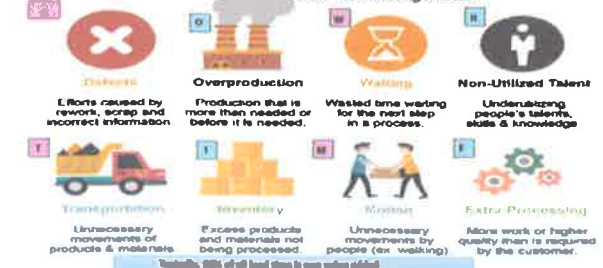 O
W
N
Defects
Overproduction
Waiting
Non-Utilized Talent
Efforts caused by
rework, scrap and
incorrect information
Production that is
more than needed or
before it is needed.
Wasted time waiting
for the next step
in a process.
Underutilizing
people's talents,
skills & knowledge
T
I
M
E
Transportation
Inventory
Motion
Extra-Processing
Unnecessary
movements of
products & materials
Excess products
and materials not
being processed.
Unnecessary
movements by
people (ex. walking)
More work or higher
quality than is required
by the customer.